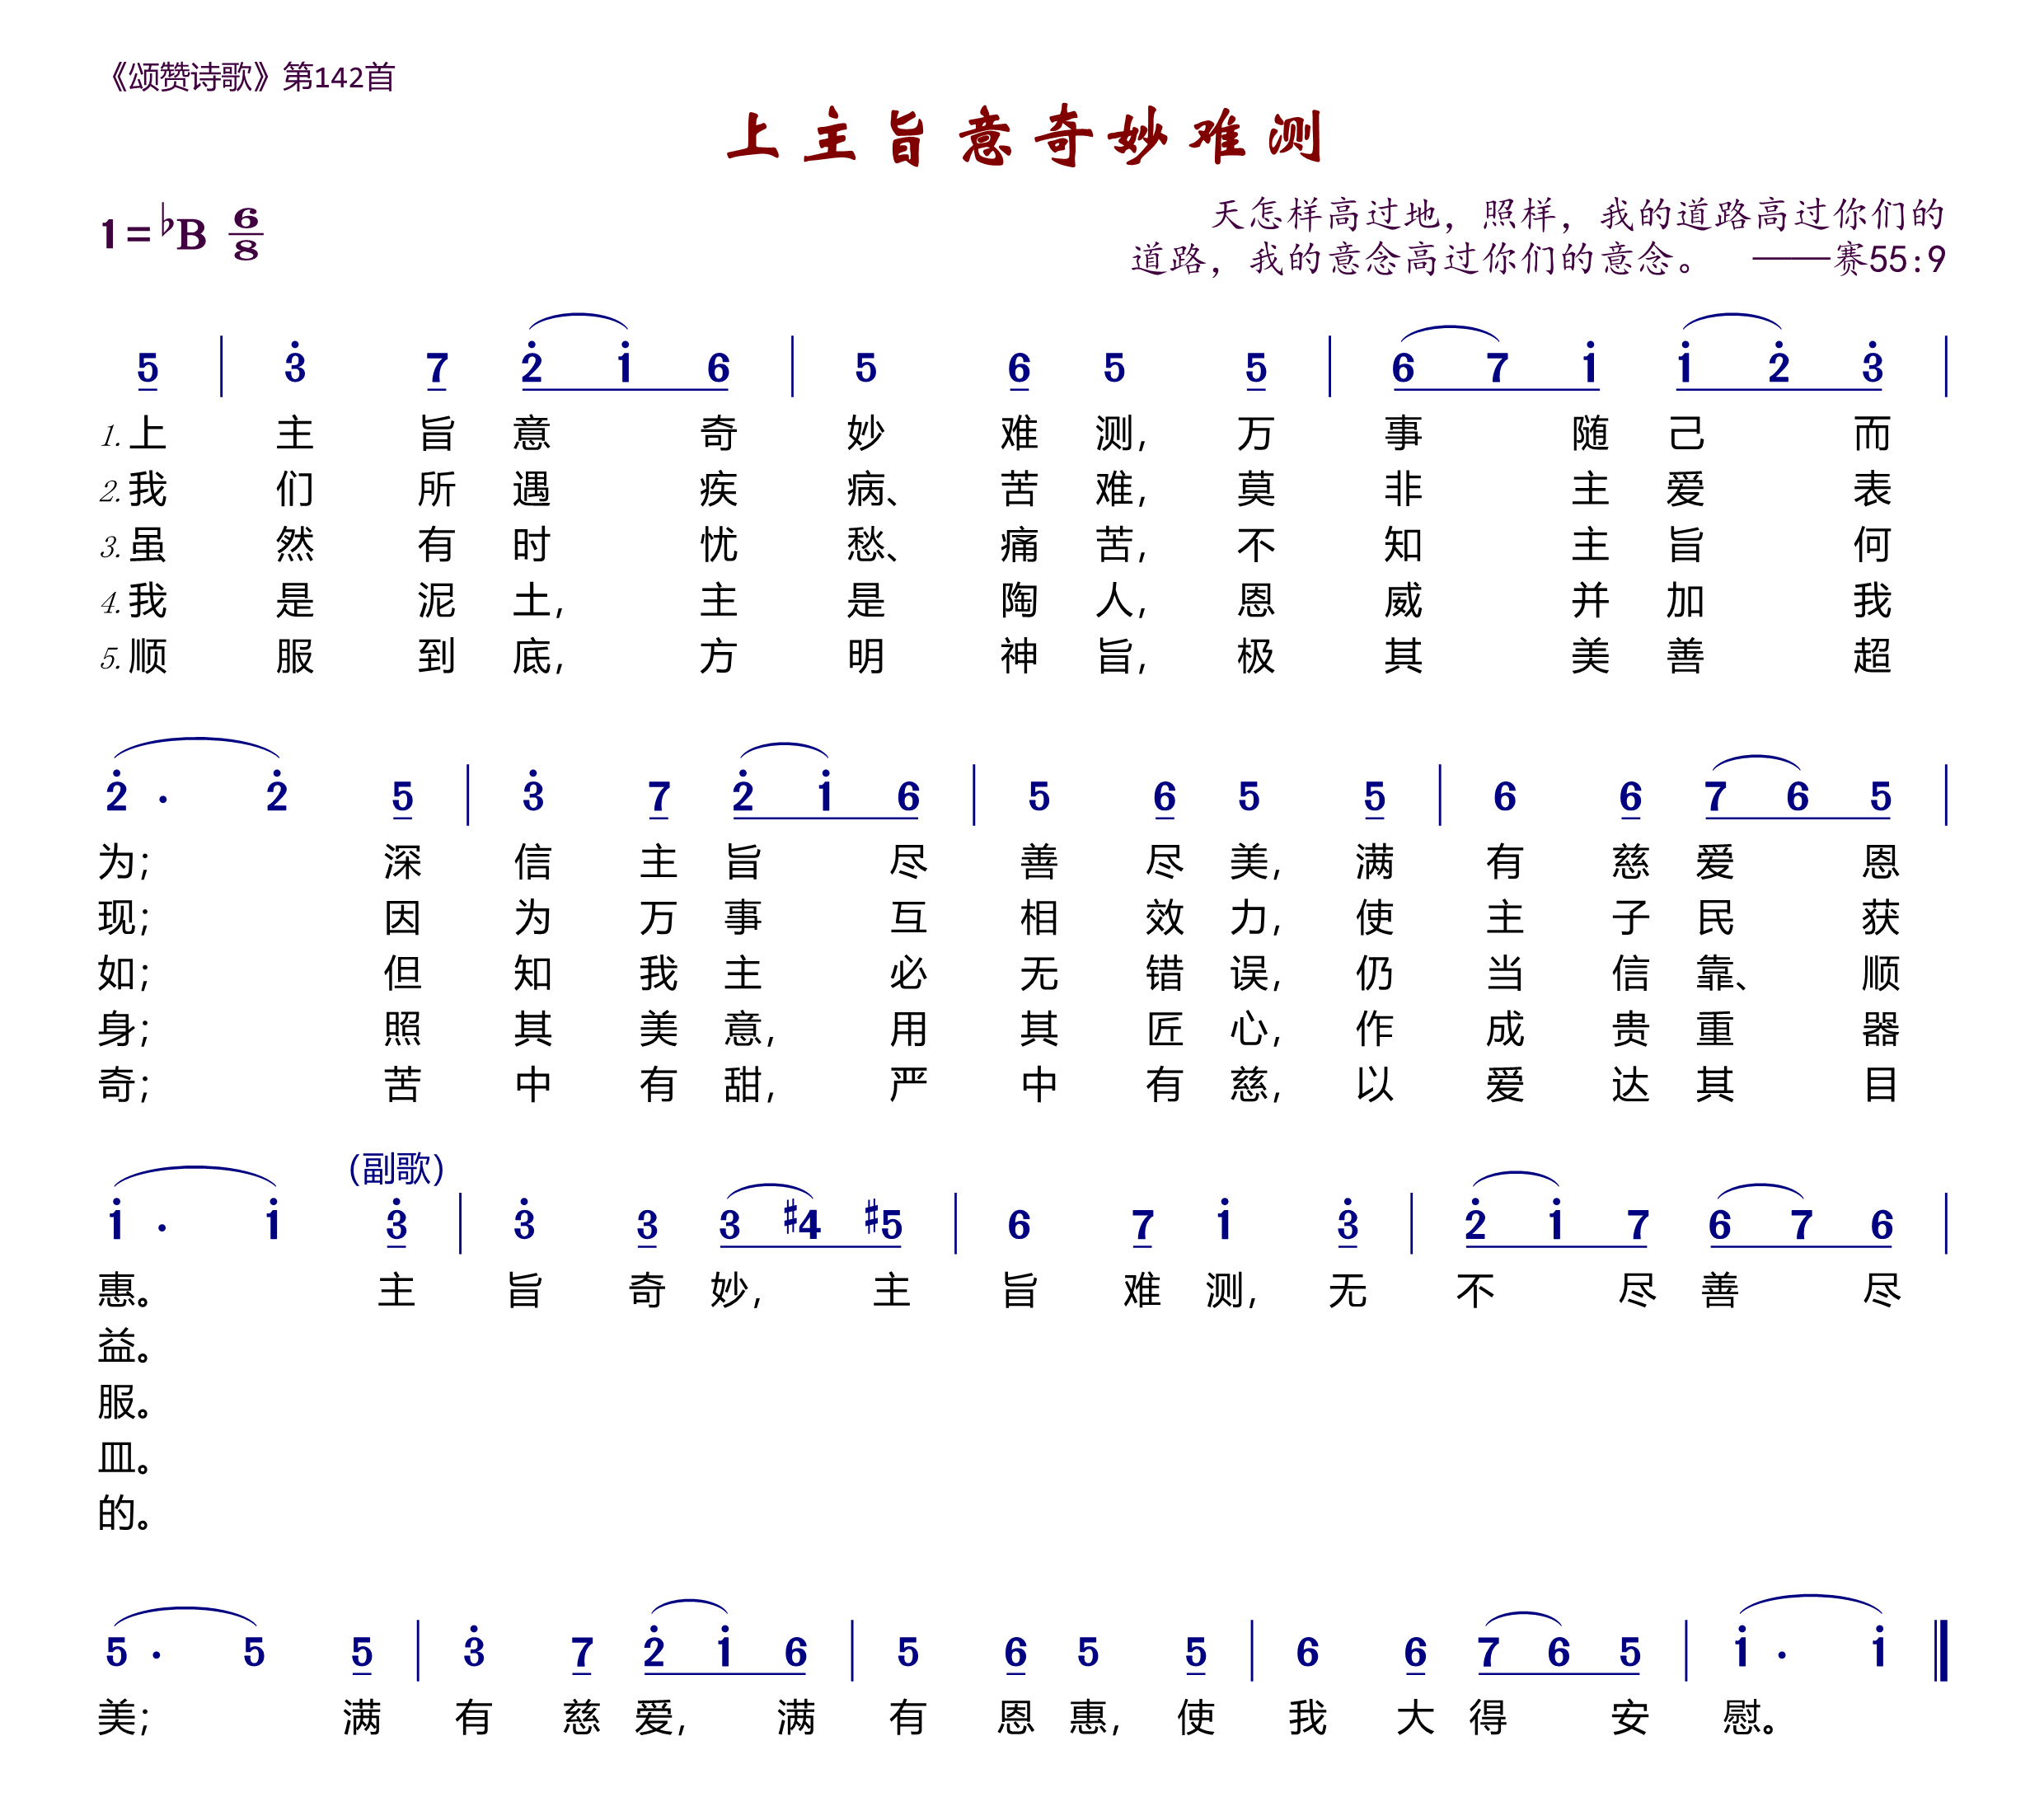 《颂赞诗歌》第142首
上主旨意奇妙难测
1=♭B 6/8
天怎样高过地，照样，我的道路高过你们的
道路，我的意念高过你们的意念。 ——赛55:9
5 | 3̇ 7 2̇ 1̇ 6 | 5 6 5 5 | 6 7 1̇ 1̇ 2̇ 3̇ |
1.上主旨意奇妙难测，万事随己而
2.我们所遇疾病、苦难，莫非主爱表
3.虽然有时忧愁、痛苦，不知主旨何
4.我是泥土，主是陶人，恩威并加我
5.顺服到底，方明神旨，极其美善超
2̇ · 2̇ 5 | 3̇ 7 2̇ 1̇ 6 | 5 6 5 5 | 6 6 7 6 5 |
为；深信主旨尽善尽美，满有慈爱恩
现；因为万事互相效力，使主子民获
如；但知我主必无错误，仍当信靠、顺
身；照其美意，用其匠心，作成贵重器
奇；苦中有甜，严中有慈，以爱达其目
（副歌）
1̇ · 1̇ 3̇ | 3̇ 3 3 #4 #5 | 6 7 1̇ 3̇ | 2̇ 1̇ 7 6 7 6 |
惠。主旨奇妙，主旨难测，无不尽善尽
益。
服。
皿。
的。
5 · 5 5 | 3̇ 7 2̇ 1̇ 6 | 5 6 5 5 | 6 6 7 6 5 | 1̇ · 1̇ ‖
美；满有慈爱，满有恩惠，使我大得安慰。